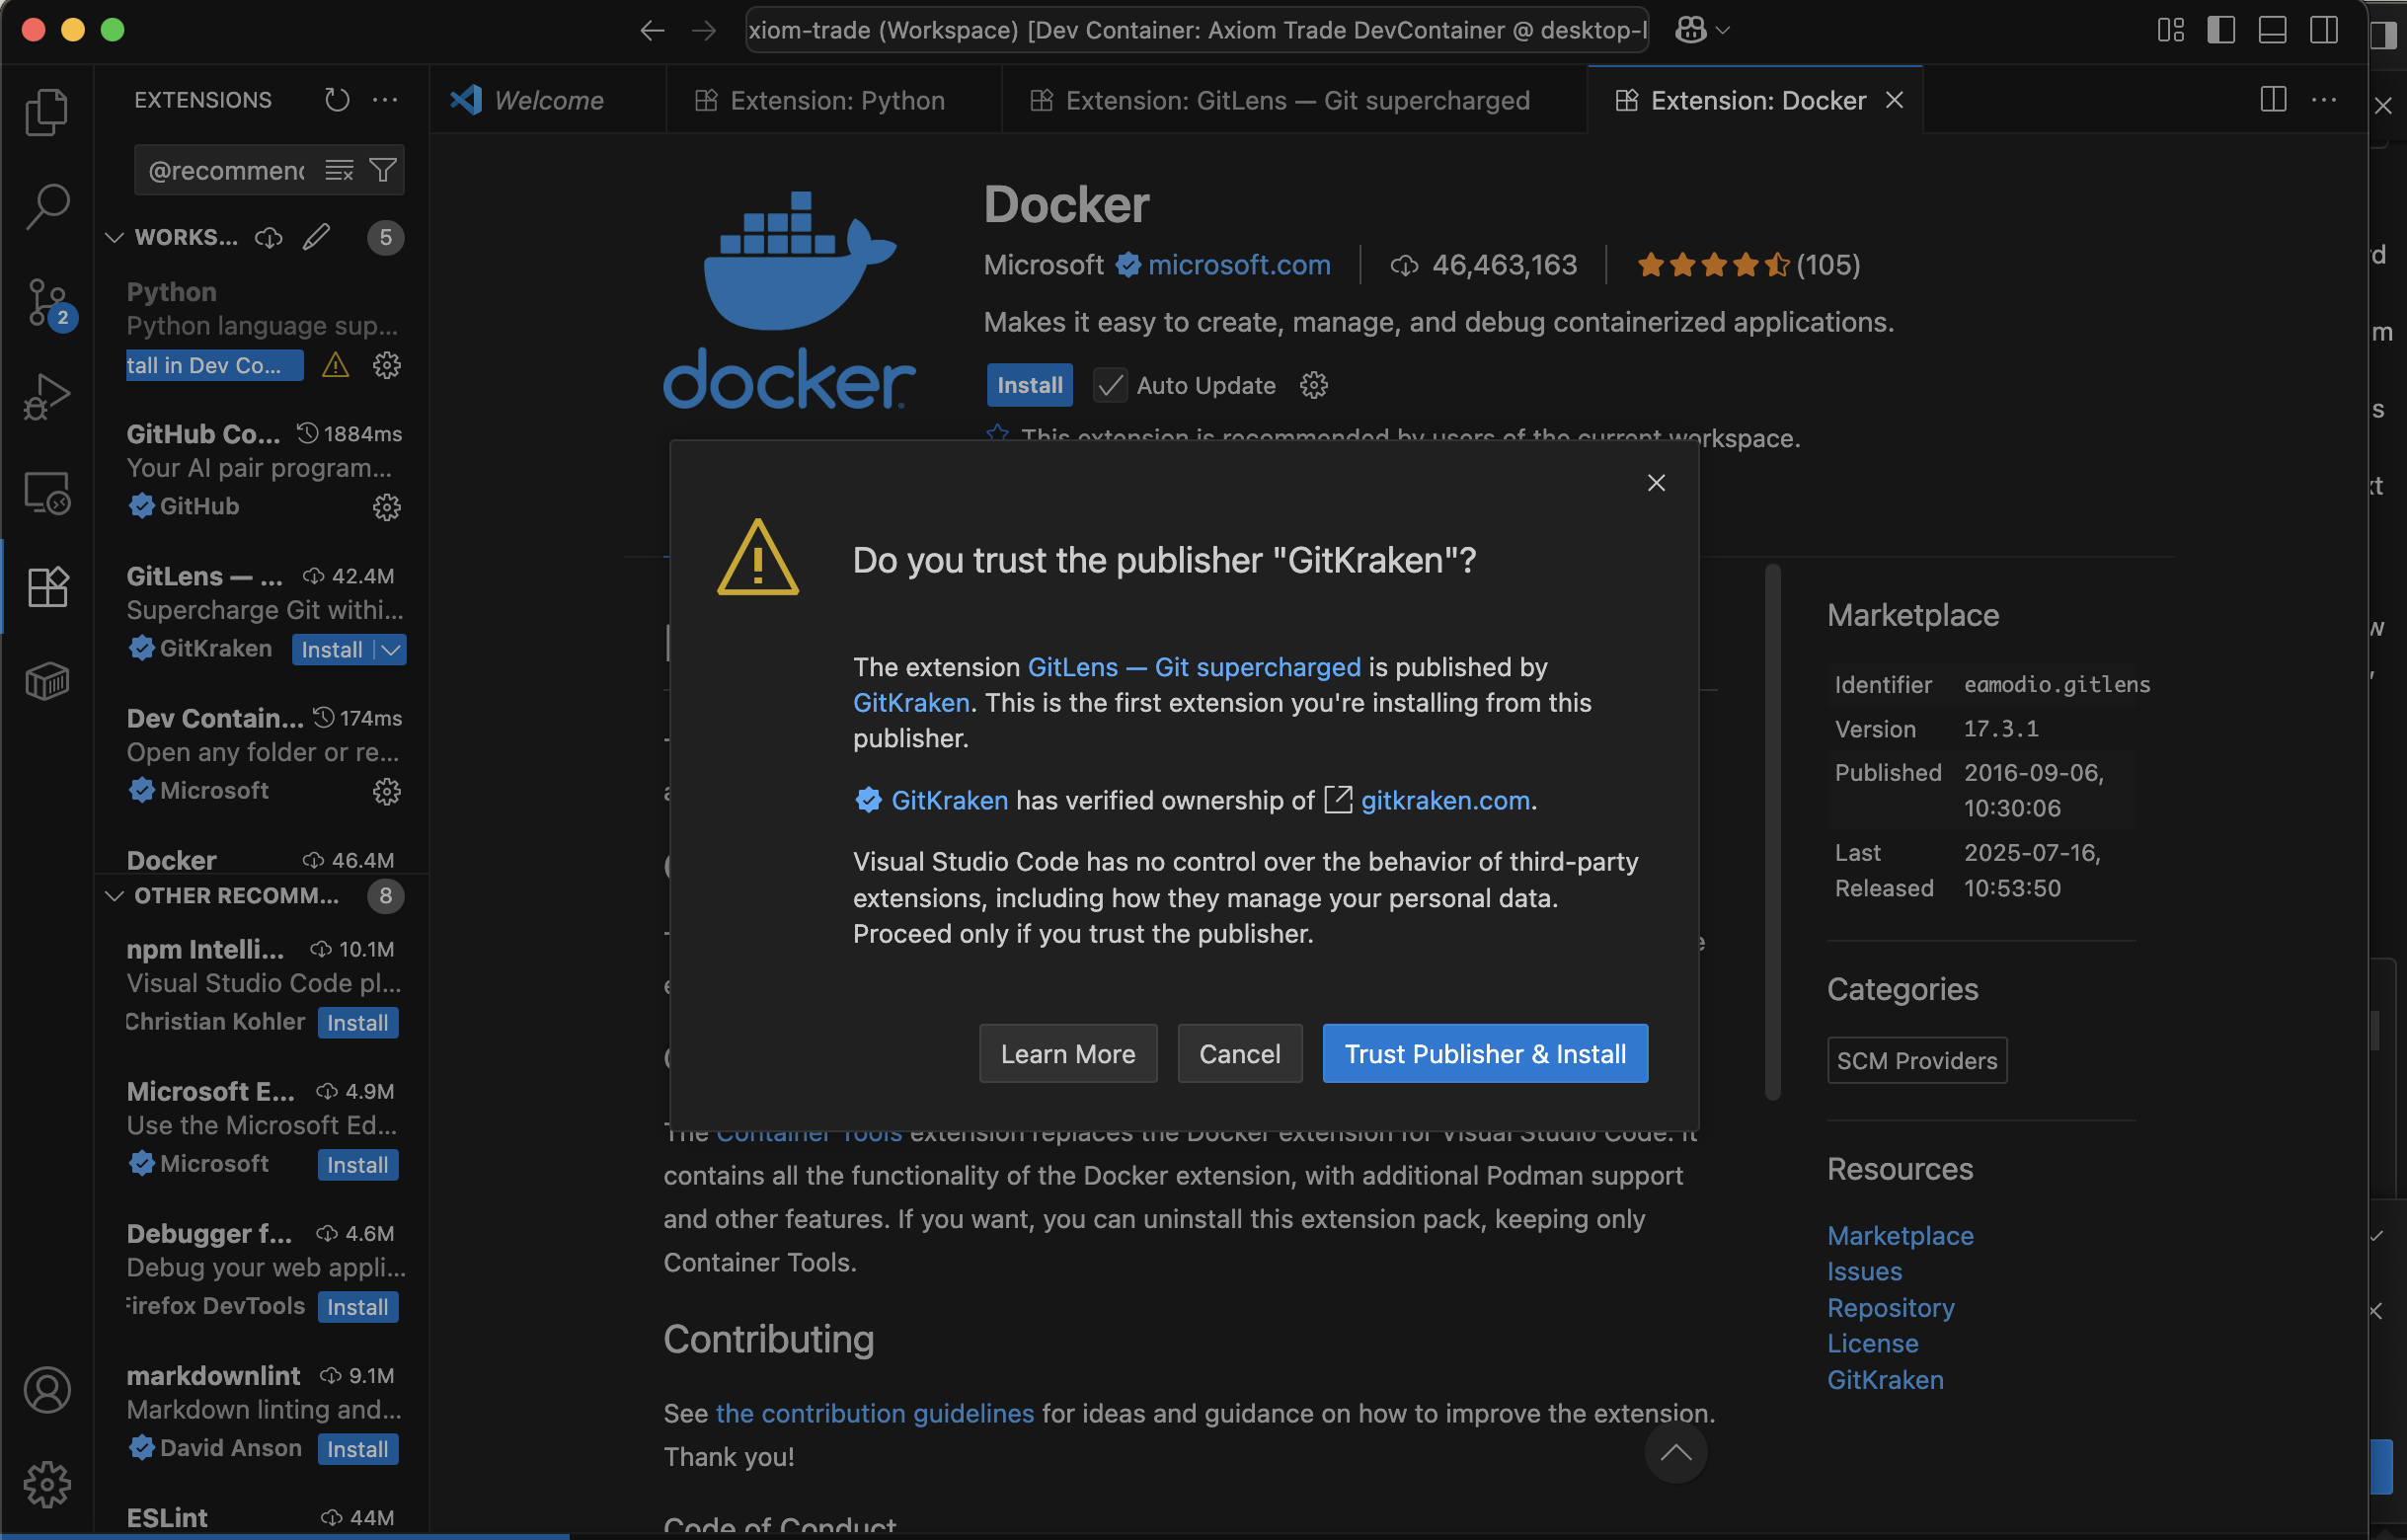 xiom-trade (Workspace) [Dev Container: Axiom Trade DevContainer @ desktop-l
EXTENSIONS
@recommend
WORKS...
5
Python
Python language sup...
tall in Dev Co...
GitHub Co...
1884ms
Your AI pair program...
GitHub
GitLens — ...
42.4M
Supercharge Git withi...
GitKraken
Install
Dev Contain...
174ms
Open any folder or re...
Microsoft
Docker
46.4M
OTHER RECOMM...
8
npm Intelli...
10.1M
Visual Studio Code pl...
Christian Kohler
Install
Microsoft E...
4.9M
Use the Microsoft Ed...
Microsoft
Install
Debugger f...
4.6M
Debug your web appli...
Firefox DevTools
Install
markdownlint
9.1M
Markdown linting and...
David Anson
Install
ESLint
44M
2
Welcome
Extension: Python
Extension: GitLens — Git supercharged
Extension: Docker
docker
Docker
Microsoft microsoft.com
46,463,163
(105)
Makes it easy to create, manage, and debug containerized applications.
Install
Auto Update
This extension is recommended by users of the current workspace.
Do you trust the publisher "GitKraken"?
The extension GitLens — Git supercharged is published by
GitKraken. This is the first extension you're installing from this
publisher.
GitKraken has verified ownership of gitkraken.com.
Visual Studio Code has no control over the behavior of third-party
extensions, including how they manage your personal data.
Proceed only if you trust the publisher.
Learn More
Cancel
Trust Publisher & Install
The Container Tools extension replaces the Docker extension for Visual Studio Code. It
contains all the functionality of the Docker extension, with additional Podman support
and other features. If you want, you can uninstall this extension pack, keeping only
Container Tools.
Contributing
See the contribution guidelines for ideas and guidance on how to improve the extension.
Thank you!
Code of Conduct
Marketplace
Identifier eamodio.gitlens
Version 17.3.1
Published 2016-09-06,
10:30:06
Last 2025-07-16,
Released 10:53:50
Categories
SCM Providers
Resources
Marketplace
Issues
Repository
License
GitKraken